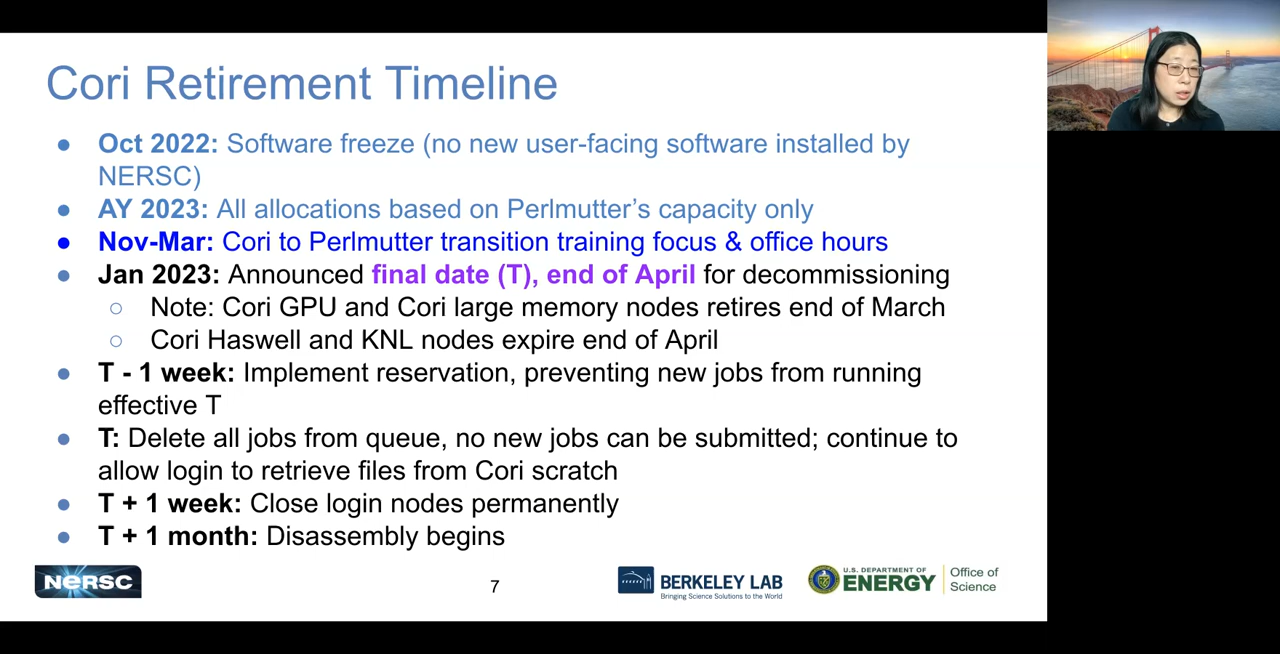 Cori Retirement Timeline
● Oct 2022: Software freeze (no new user-facing software installed by
NERSC)
● AY 2023: All allocations based on Perlmutter’s capacity only
● Nov-Mar: Cori to Perlmutter transition training focus & office hours
● Jan 2023: Announced final date (T), end of April for decommissioning
○ Note: Cori GPU and Cori large memory nodes retires end of March
○ Cori Haswell and KNL nodes expire end of April
● T - 1 week: Implement reservation, preventing new jobs from running
effective T
● T: Delete all jobs from queue, no new jobs can be submitted; continue to
allow login to retrieve files from Cori scratch
● T + 1 week: Close login nodes permanently
● T + 1 month: Disassembly begins
NERSC
7
BERKELEY LAB
Bringing Science Solutions to the World
U.S. DEPARTMENT OF
ENERGY
Office of
Science